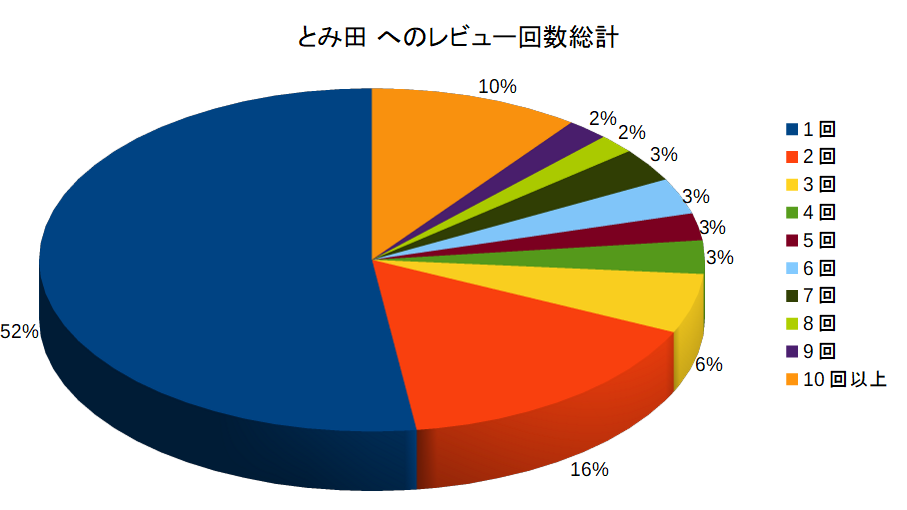 とみ田 へのレビュー回数総計
10%
2%
2%
3%
3%
3%
3%
6%
16%
52%
1 回
2 回
3 回
4 回
5 回
6 回
7 回
8 回
9 回
10 回以上